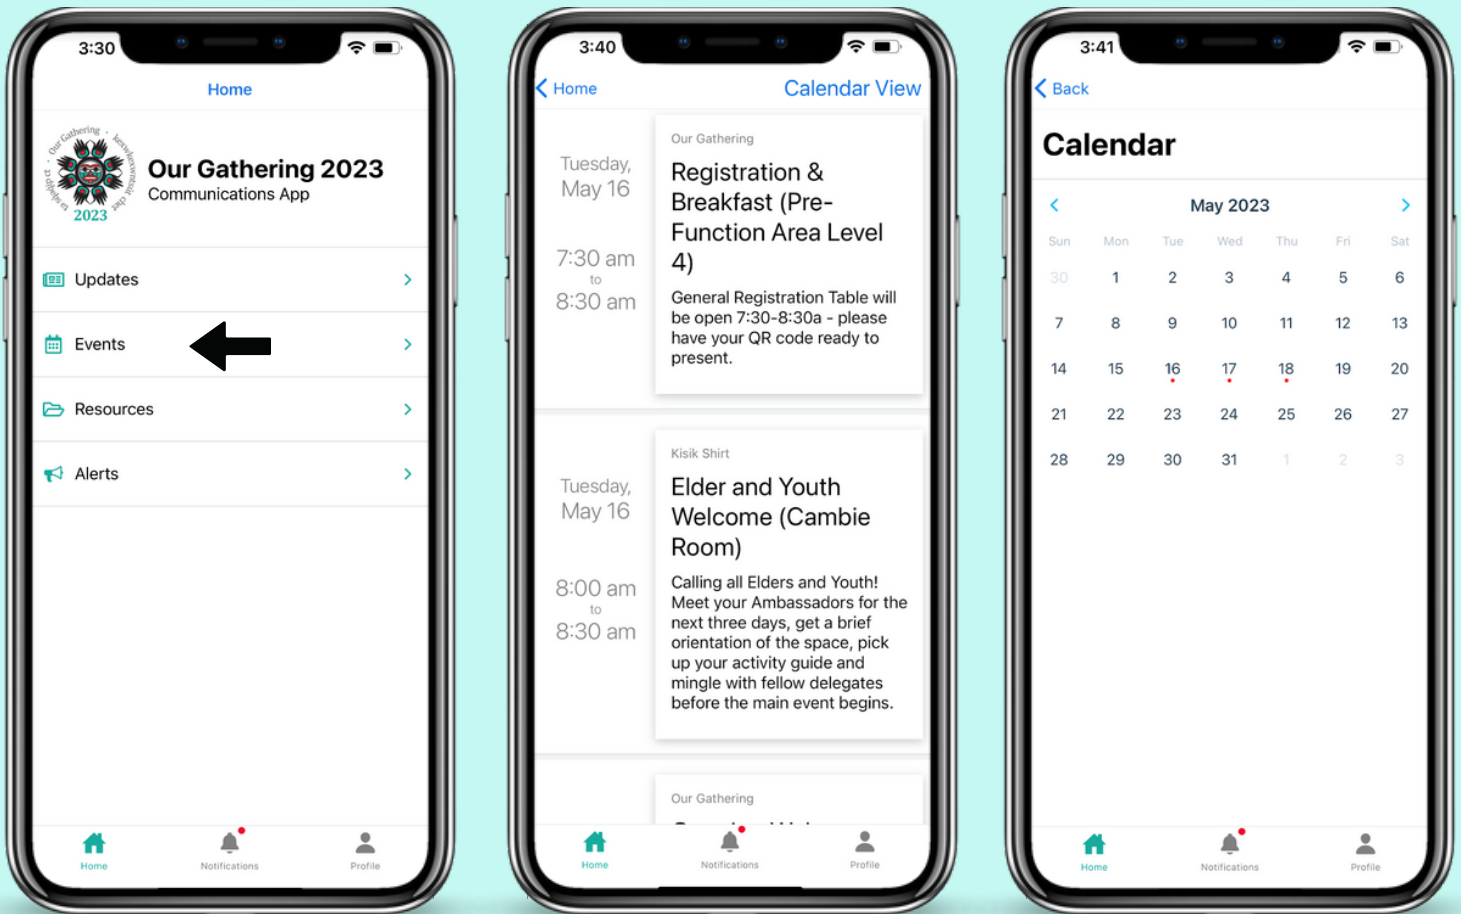 3:30
Home
Our Gathering
2023
Our Gathering 2023
Communications App
Updates
Events
Resources
Alerts
Home
Notifications
Profile
3:40
Home
Calendar View
Tuesday,
May 16
7:30 am
to
8:30 am
Our Gathering
Registration &
Breakfast (Pre-
Function Area Level
4)
General Registration Table will
be open 7:30-8:30a - please
have your QR code ready to
present.
Tuesday,
May 16
8:00 am
to
8:30 am
Kisik Shirt
Elder and Youth
Welcome (Cambie
Room)
Calling all Elders and Youth!
Meet your Ambassadors for the
next three days, get a brief
orientation of the space, pick
up your activity guide and
mingle with fellow delegates
before the main event begins.
Our Gathering
Home
Notifications
Profile
3:41
Back
Calendar
May 2023
Sun Mon Tue Wed Thu Fri Sat
30 1 2 3 4 5 6
7 8 9 10 11 12 13
14 15 16 17 18 19 20
21 22 23 24 25 26 27
28 29 30 31 1 2 3
Home
Notifications
Profile